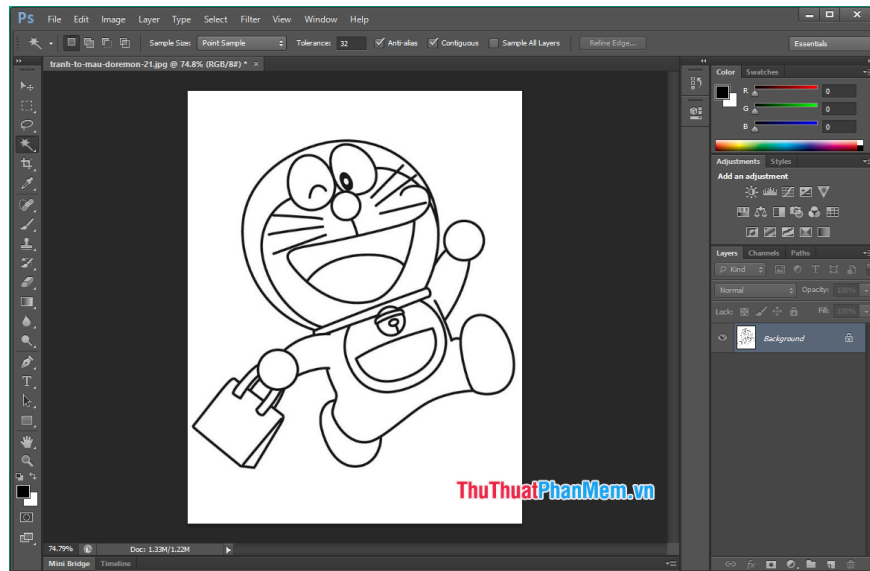 Ps File Edit Image Layer Type Select Filter View Window Help
Sample Size: Point Sample Tolerance: 32 Anti-alias Contiguous Sample All Layers Refine Edge... Essentials
tranh-to-mau-doremon-21.jpg @ 74.8% (RGB/8#) * ×
Color Swatches
R 0
G 0
B 0
Adjustments Styles
Add an adjustment
Layers Channels Paths
Kind
Normal Opacity: 100%
Lock: Fill: 100%
Background
T
ThuThuatPhanMem.vn
74.79% Doc: 1.33M/1.22M
Mini Bridge Timeline
fx